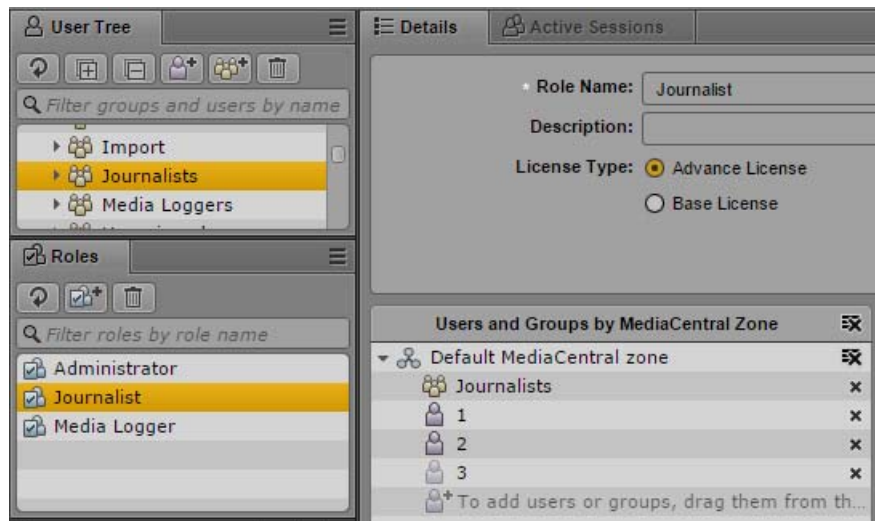 User Tree
Filter groups and users by name
Import
Journalists
Media Loggers
Roles
Filter roles by role name
Administrator
Journalist
Media Logger
Details
Active Sessions
Role Name: Journalist
Description:
License Type: Advance License
Base License
Users and Groups by MediaCentral Zone
Default MediaCentral zone
Journalists
1
2
3
To add users or groups, drag them from th...